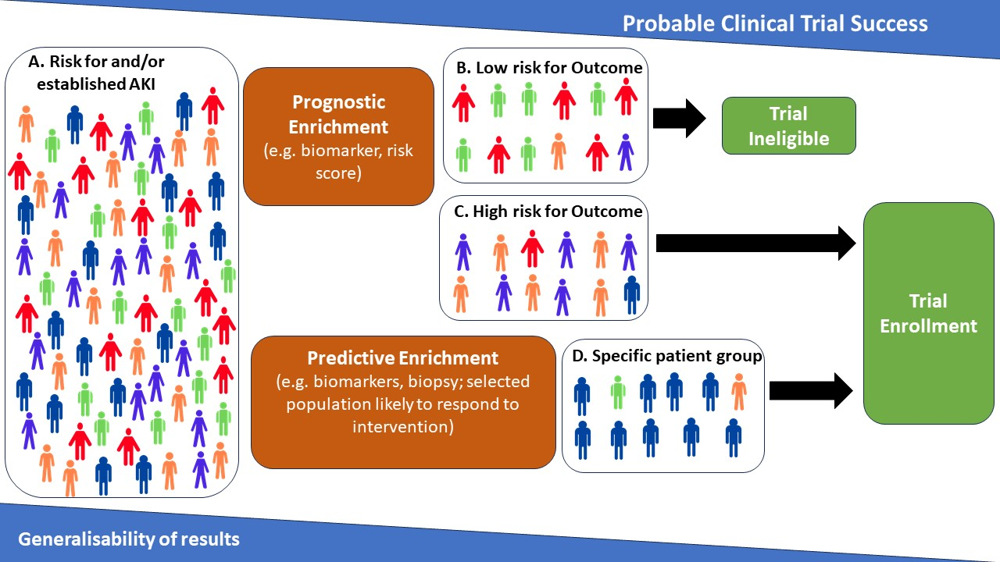 Probable Clinical Trial Success
A. Risk for and/or
established AKI
Prognostic
Enrichment
(e.g. biomarker, risk
score)
B. Low risk for Outcome
Trial
Ineligible
C. High risk for Outcome
Trial
Enrollment
Predictive Enrichment
(e.g. biomarkers, biopsy; selected
population likely to respond to
intervention)
D. Specific patient group
Generalisability of results